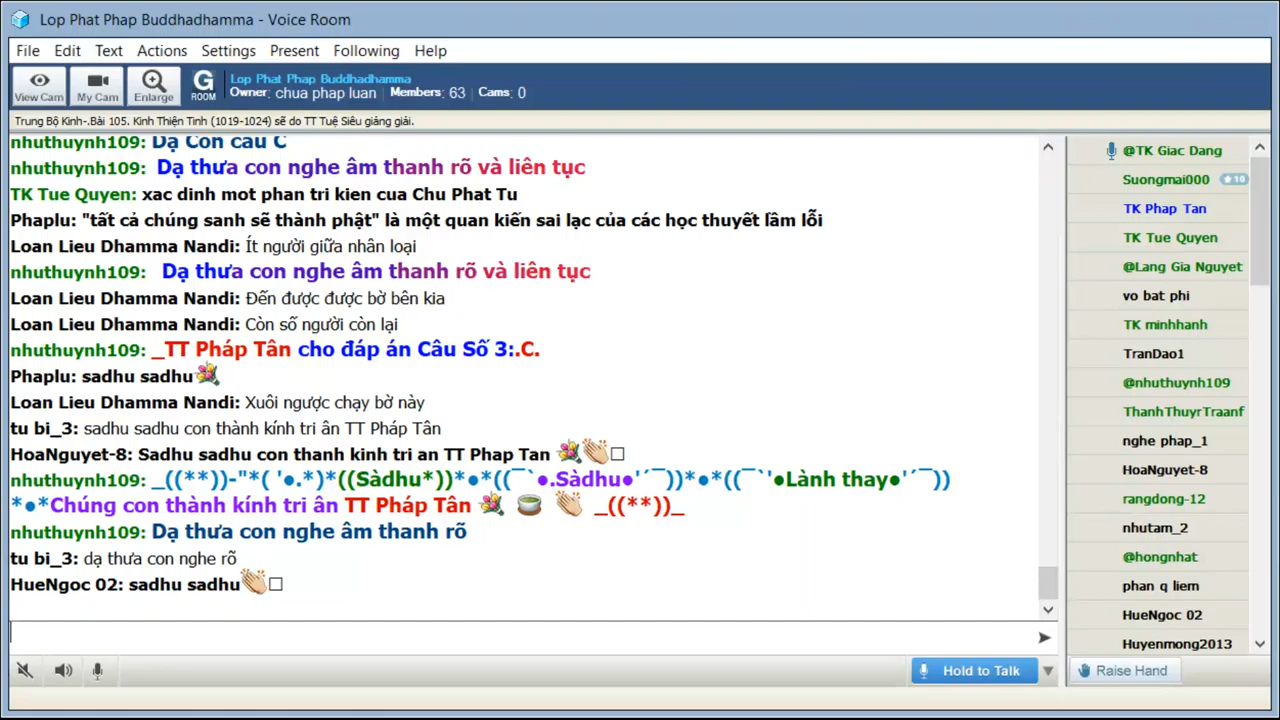 Lop Phat Phap Buddhadhamma - Voice Room
File Edit Text Actions Settings Present Following Help
View Cam My Cam Enlarge G ROOM
Lop Phat Phap Buddhadhamma
Owner: chua phap luan Members: 63 Cams: 0
Trung Bộ Kinh-.Bài 105. Kinh Thiện Tinh (1019-1024) sẽ do TT Tuệ Siêu giảng giải.
nhuthuynh109: Dạ Con câu C
nhuthuynh109: Dạ thưa con nghe âm thanh rõ và liên tục
TK Tue Quyen: xac dinh mot phan tri kien cua Chu Phat Tu
Phaplu: "tất cả chúng sanh sẽ thành phật" là một quan kiến sai lạc của các học thuyết lầm lỗi
Loan Lieu Dhamma Nandi: Ít người giữa nhân loại
nhuthuynh109: Dạ thưa con nghe âm thanh rõ và liên tục
Loan Lieu Dhamma Nandi: Đến được được bờ bên kia
Loan Lieu Dhamma Nandi: Còn số người còn lại
nhuthuynh109: _TT Pháp Tân cho đáp án Câu Số 3:.C.
Phaplu: sadhu sadhu
Loan Lieu Dhamma Nandi: Xuôi ngược chạy bờ này
tu bi_3: sadhu sadhu con thành kính tri ân TT Pháp Tân
HoaNguyet-8: Sadhu sadhu con thanh kinh tri an TT Phap Tan
nhuthuynh109: _((**))-"*( '●.*)*((Sàdhu*))*●*((¯`●.Sàdhu●'´¯))*●*((¯`'●Lành thay●'´¯))
*●*Chúng con thành kính tri ân TT Pháp Tân _((**))_
nhuthuynh109: Dạ thưa con nghe âm thanh rõ
tu bi_3: dạ thưa con nghe rõ
HueNgoc 02: sadhu sadhu
@TK Giac Dang
Suongmai000 ★10
TK Phap Tan
TK Tue Quyen
@Lang Gia Nguyet
vo bat phi
TK minhhanh
TranDao1
@nhuthuynh109
ThanhThuyrTraanf
nghe phap_1
HoaNguyet-8
rangdong-12
nhutam_2
@hongnhat
phan q liem
HueNgoc 02
Huyenmong2013
Hold to Talk
Raise Hand